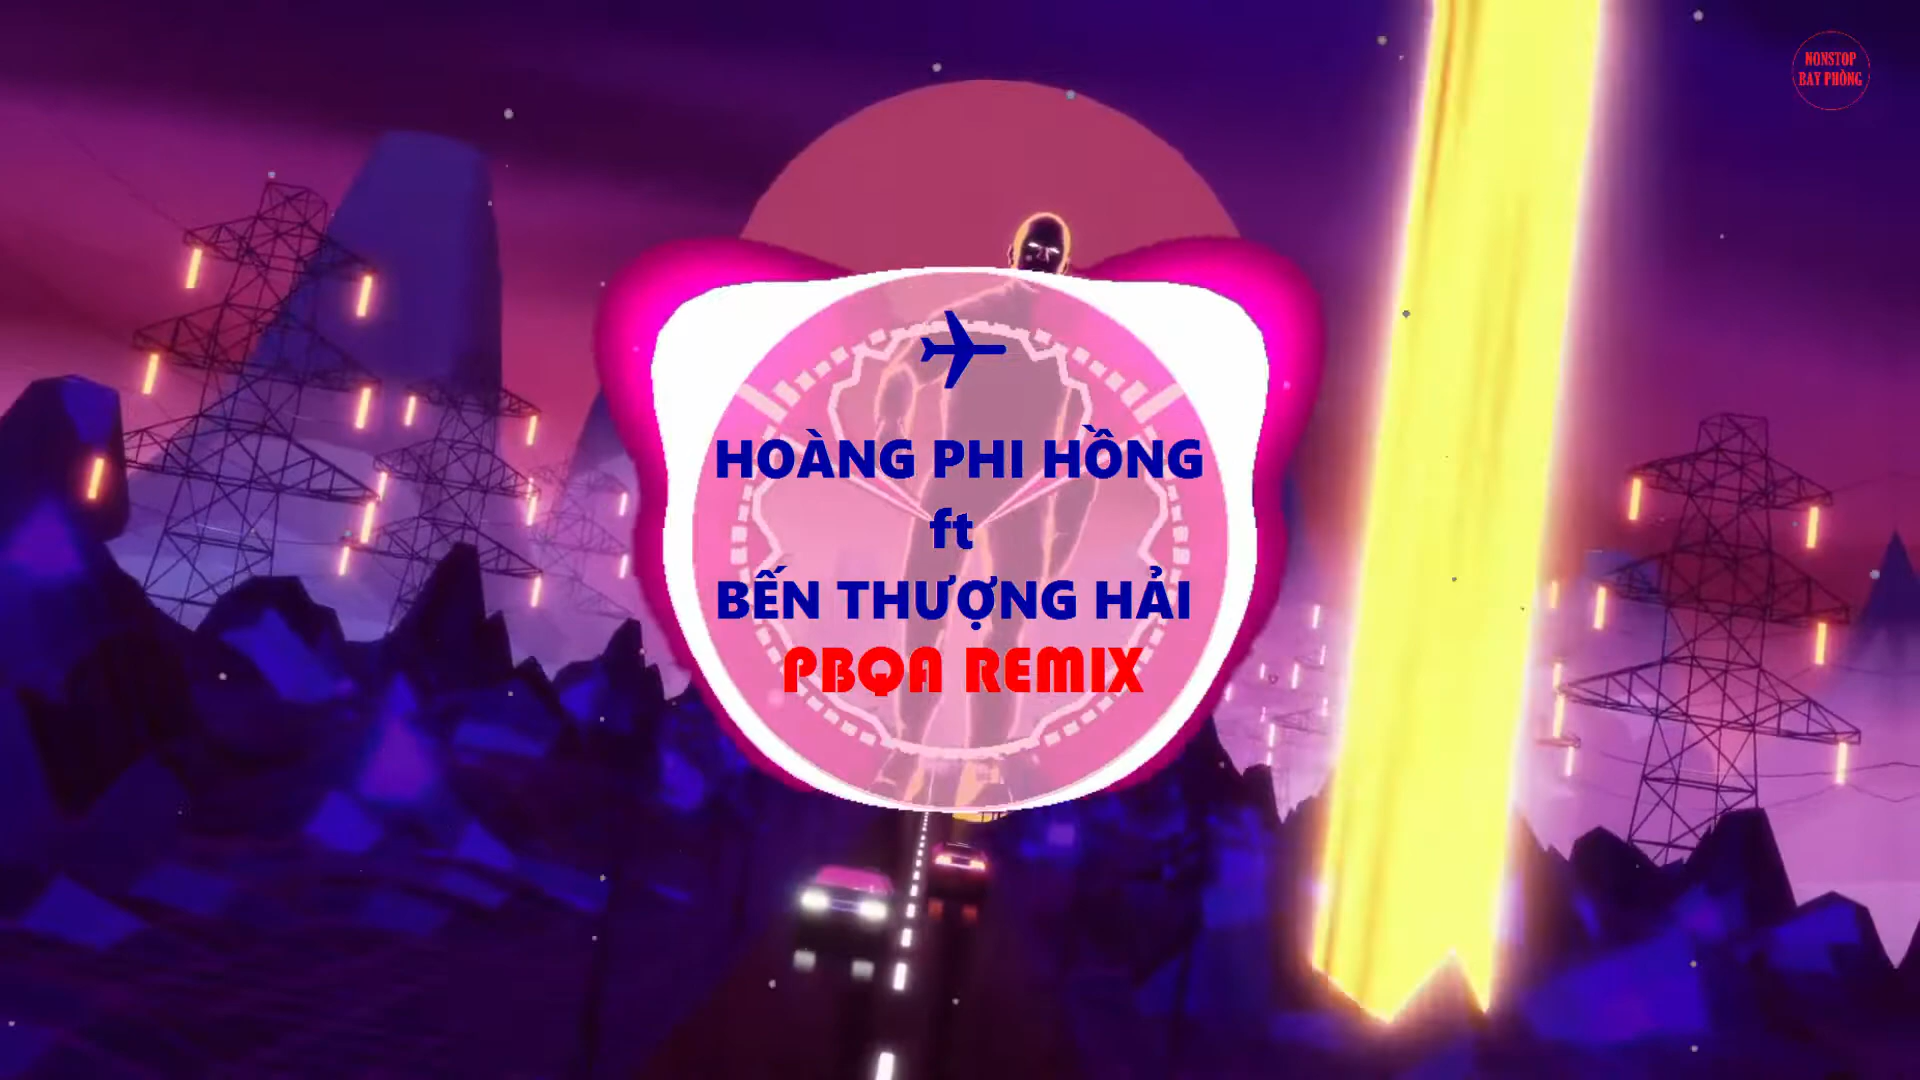 NONSTOP
BAY PHÒNG
HOÀNG PHI HỒNG
ft
BẾN THƯỢNG HẢI
PBQA REMIX